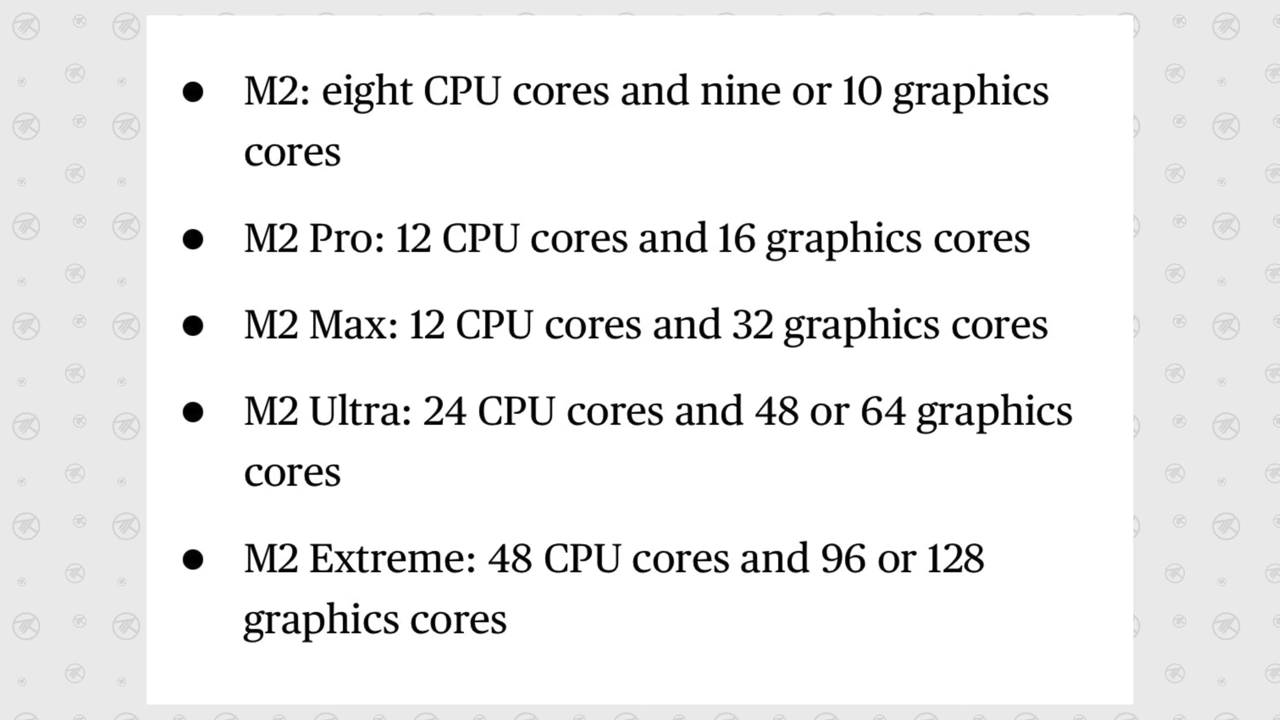 ● M2: eight CPU cores and nine or 10 graphics
cores
● M2 Pro: 12 CPU cores and 16 graphics cores
● M2 Max: 12 CPU cores and 32 graphics cores
● M2 Ultra: 24 CPU cores and 48 or 64 graphics
cores
● M2 Extreme: 48 CPU cores and 96 or 128
graphics cores